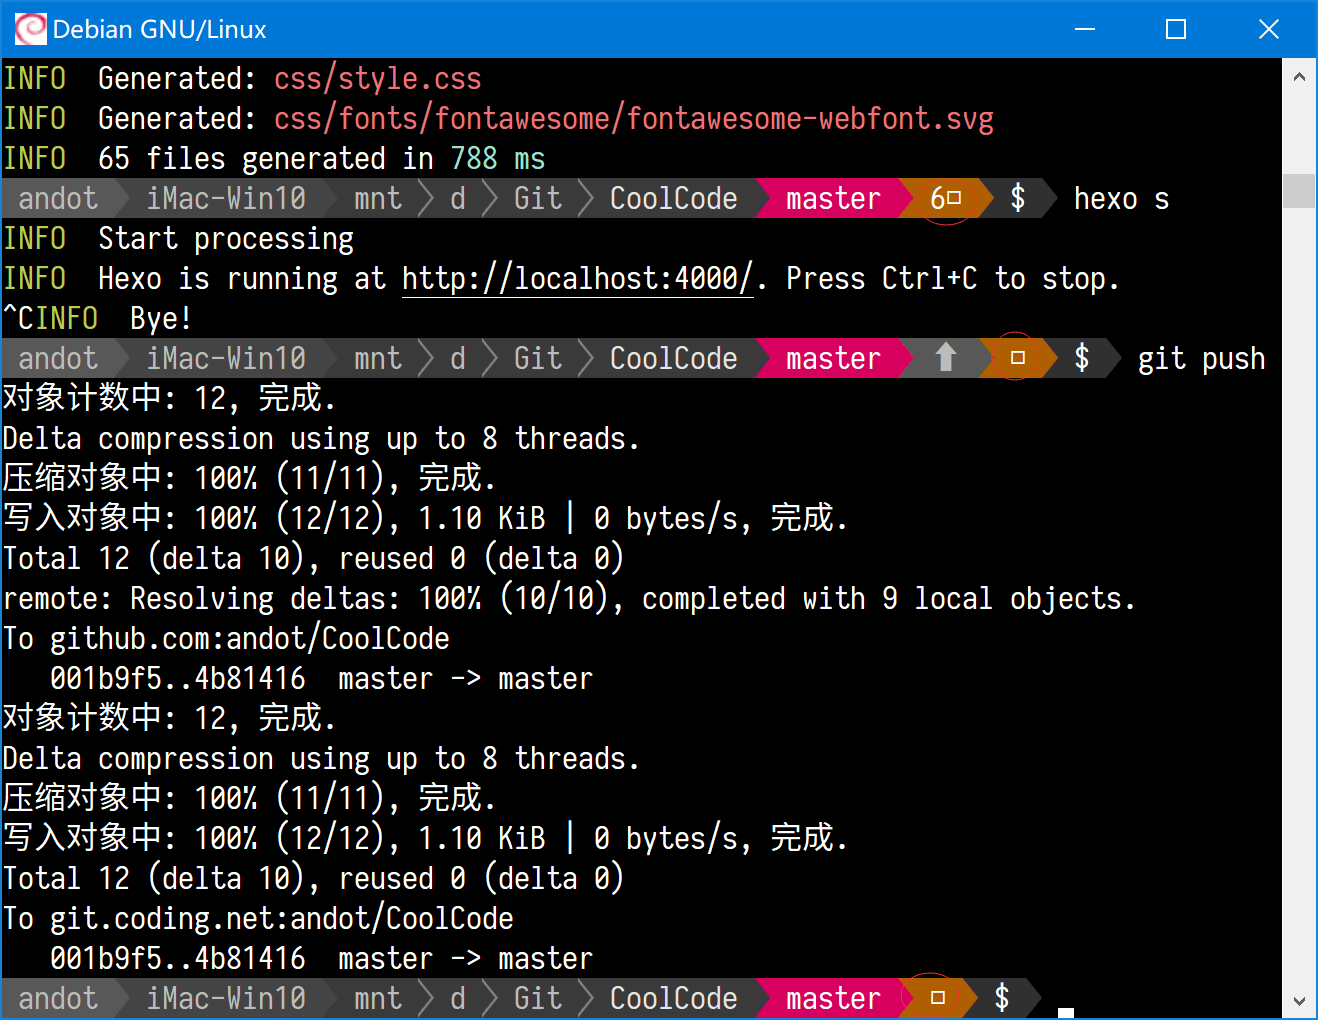 Debian GNU/Linux
INFO  Generated: css/style.css
INFO  Generated: css/fonts/fontawesome/fontawesome-webfont.svg
INFO  65 files generated in 788 ms
andot iMac-Win10 mnt d Git CoolCode master 6□ $ hexo s
INFO  Start processing
INFO  Hexo is running at http://localhost:4000/. Press Ctrl+C to stop.
^CINFO  Bye!
andot iMac-Win10 mnt d Git CoolCode master ⬆ □ $ git push
对象计数中: 12, 完成.
Delta compression using up to 8 threads.
压缩对象中: 100% (11/11), 完成.
写入对象中: 100% (12/12), 1.10 KiB | 0 bytes/s, 完成.
Total 12 (delta 10), reused 0 (delta 0)
remote: Resolving deltas: 100% (10/10), completed with 9 local objects.
To github.com:andot/CoolCode
   001b9f5..4b81416  master -> master
对象计数中: 12, 完成.
Delta compression using up to 8 threads.
压缩对象中: 100% (11/11), 完成.
写入对象中: 100% (12/12), 1.10 KiB | 0 bytes/s, 完成.
Total 12 (delta 10), reused 0 (delta 0)
To git.coding.net:andot/CoolCode
   001b9f5..4b81416  master -> master
andot iMac-Win10 mnt d Git CoolCode master □ $